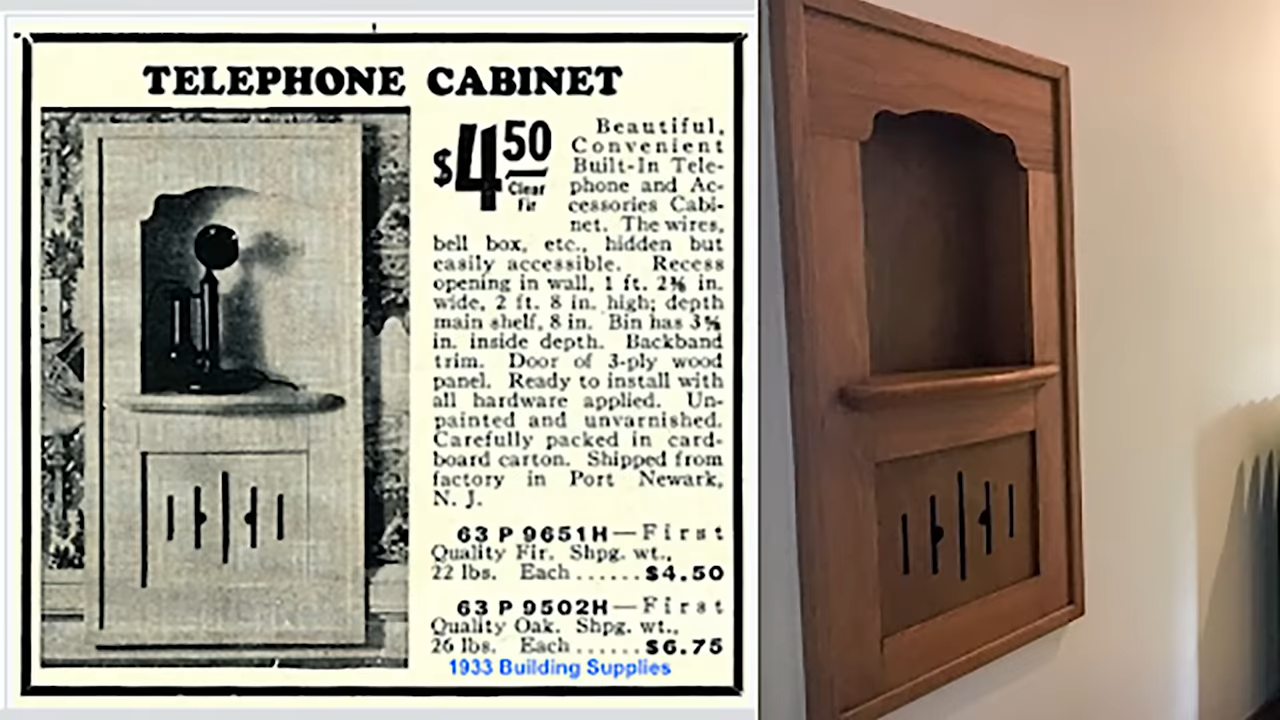 TELEPHONE CABINET
$4.50
Clear
Fir
Beautiful,
Convenient
Built-In Tele-
phone and Ac-
cessories Cabi-
net. The wires,
bell box, etc., hidden but
easily accessible. Recess
opening in wall, 1 ft. 2⅜ in.
wide, 2 ft. 8 in. high; depth
main shelf, 8 in. Bin has 3⅝
in. inside depth. Backband
trim. Door of 3-ply wood
panel. Ready to install with
all hardware applied. Un-
painted and unvarnished.
Carefully packed in card-
board carton. Shipped from
factory in Port Newark,
N. J.
63 P 9651H—First
Quality Fir. Shpg. wt.,
22 lbs. Each......$4.50
63 P 9502H—First
Quality Oak. Shpg. wt.,
26 lbs. Each......$6.75
1933 Building Supplies